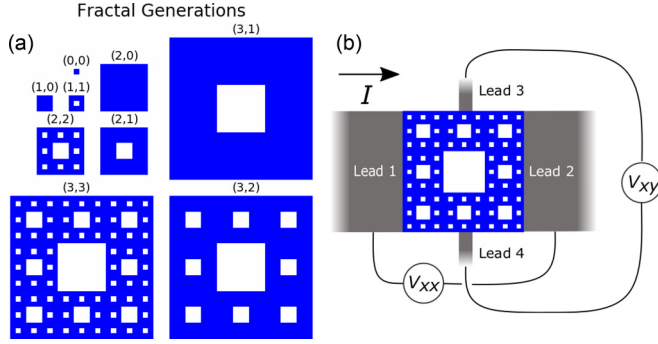 Fractal Generations
(a)
(0,0)
(2,0)
(3,1)
(1,0)
(1,1)
(2,2)
(2,1)
(3,3)
(3,2)
(b)
I
Lead 3
Lead 1
Lead 2
Vxy
Lead 4
Vxx